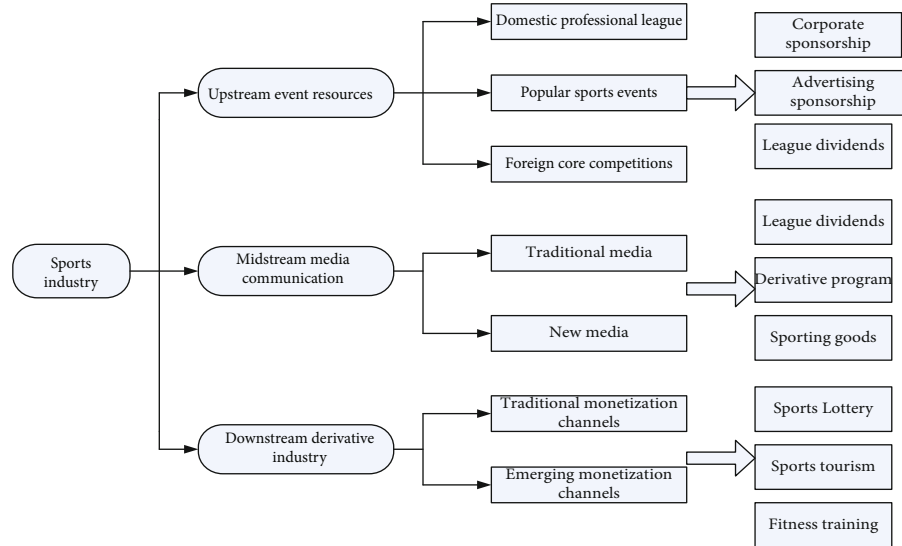 Sports
industry
Upstream event resources
Midstream media
communication
Downstream derivative
industry
Domestic professional league
Popular sports events
Foreign core competitions
Traditional media
New media
Traditional monetization
channels
Emerging monetization
channels
Corporate
sponsorship
Advertising
sponsorship
League dividends
League dividends
Derivative program
Sporting goods
Sports Lottery
Sports tourism
Fitness training